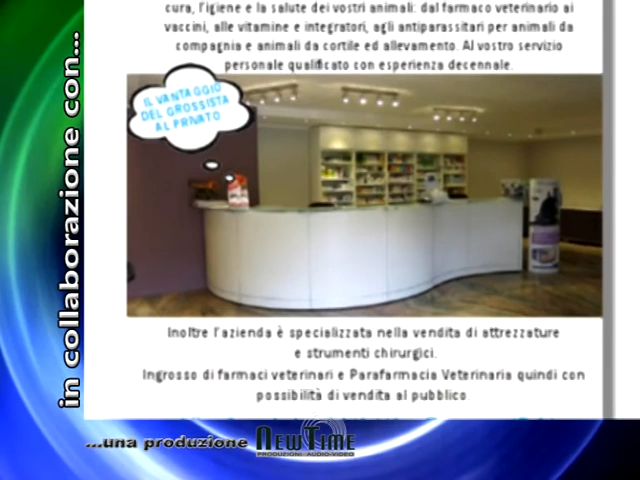 cura, l'igiene e la salute dei vostri animali: dal farmaco veterinario ai
vaccini, alle vitamine e integratori, agli antiparassitari per animali da
compagnia e animali da cortile ed allevamento. Al vostro servizio
personale qualificato con esperienza decennale.
IL VANTAGGIO
DEL GROSSISTA
AL PRIVATO
Inoltre l'azienda è specializzata nella vendita di attrezzature
e strumenti chirurgici.
Ingrosso di farmaci veterinari e Parafarmacia Veterinaria quindi con
possibilità di vendita al pubblico
in collaborazione con...
...una produzione NEWTIME
PRODUZIONI AUDIO-VIDEO